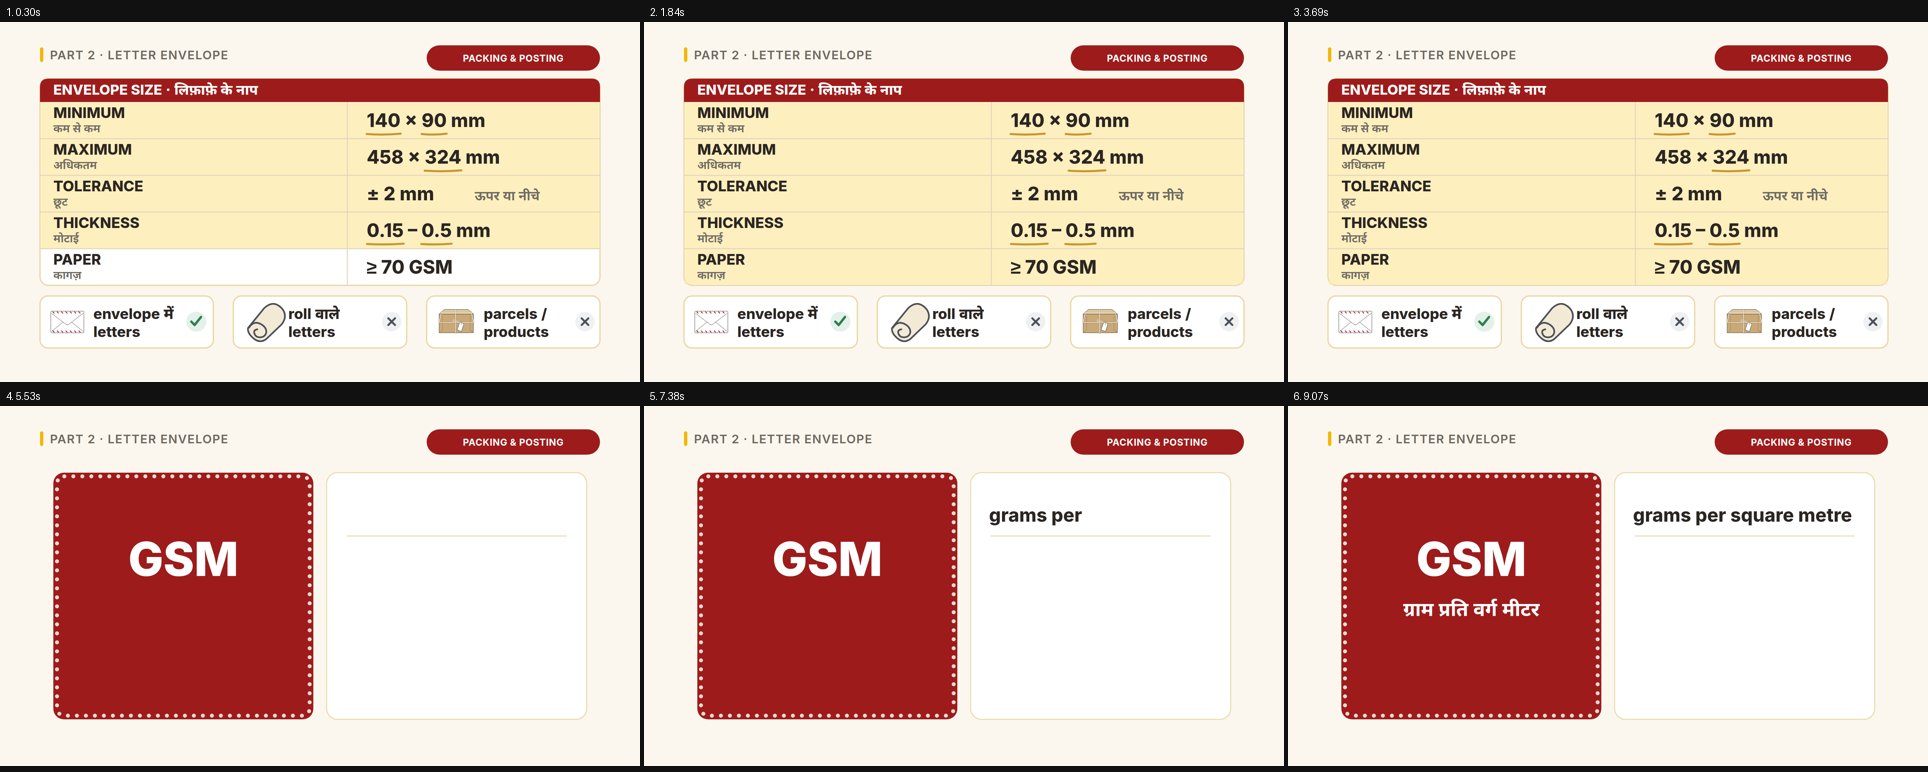 1. 0.30s
PART 2 · LETTER ENVELOPE
PACKING & POSTING
ENVELOPE SIZE · लिफ़ाफ़े के नाप
MINIMUM
कम से कम
140 × 90 mm
MAXIMUM
अधिकतम
458 × 324 mm
TOLERANCE
छूट
± 2 mm ऊपर या नीचे
THICKNESS
मोटाई
0.15 – 0.5 mm
PAPER
कागज़
≥ 70 GSM
envelope में
letters
roll वाले
letters
parcels /
products
2. 1.84s
PART 2 · LETTER ENVELOPE
PACKING & POSTING
ENVELOPE SIZE · लिफ़ाफ़े के नाप
MINIMUM
कम से कम
140 × 90 mm
MAXIMUM
अधिकतम
458 × 324 mm
TOLERANCE
छूट
± 2 mm ऊपर या नीचे
THICKNESS
मोटाई
0.15 – 0.5 mm
PAPER
कागज़
≥ 70 GSM
envelope में
letters
roll वाले
letters
parcels /
products
3. 3.69s
PART 2 · LETTER ENVELOPE
PACKING & POSTING
ENVELOPE SIZE · लिफ़ाफ़े के नाप
MINIMUM
कम से कम
140 × 90 mm
MAXIMUM
अधिकतम
458 × 324 mm
TOLERANCE
छूट
± 2 mm ऊपर या नीचे
THICKNESS
मोटाई
0.15 – 0.5 mm
PAPER
कागज़
≥ 70 GSM
envelope में
letters
roll वाले
letters
parcels /
products
4. 5.53s
PART 2 · LETTER ENVELOPE
PACKING & POSTING
GSM
5. 7.38s
PART 2 · LETTER ENVELOPE
PACKING & POSTING
GSM
grams per
6. 9.07s
PART 2 · LETTER ENVELOPE
PACKING & POSTING
GSM
ग्राम प्रति वर्ग मीटर
grams per square metre